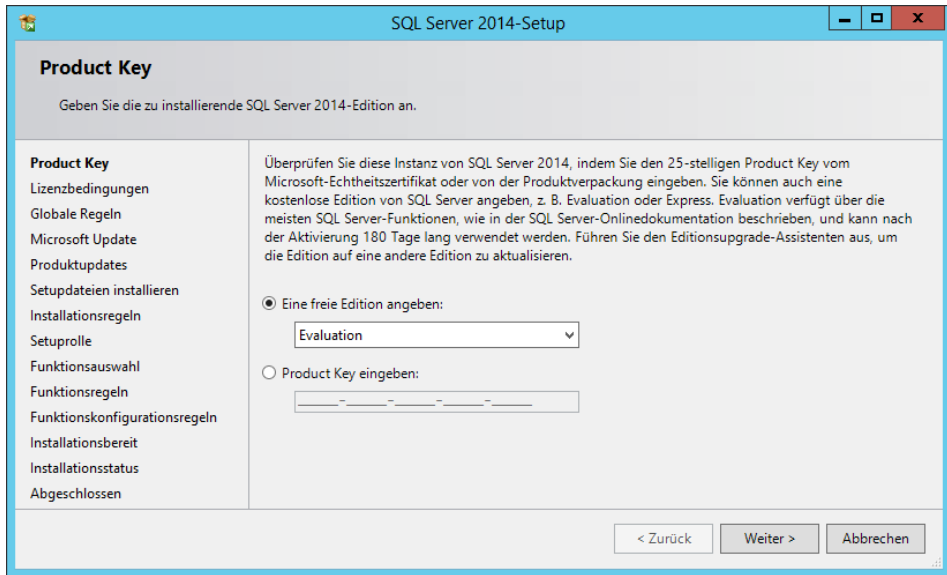 SQL Server 2014-Setup
Product Key
Geben Sie die zu installierende SQL Server 2014-Edition an.
Product Key
Lizenzbedingungen
Globale Regeln
Microsoft Update
Produktupdates
Setupdateien installieren
Installationsregeln
Setuprolle
Funktionsauswahl
Funktionsregeln
Funktionskonfigurationsregeln
Installationsbereit
Installationsstatus
Abgeschlossen
Überprüfen Sie diese Instanz von SQL Server 2014, indem Sie den 25-stelligen Product Key vom
Microsoft-Echtheitszertifikat oder von der Produktverpackung eingeben. Sie können auch eine
kostenlose Edition von SQL Server angeben, z. B. Evaluation oder Express. Evaluation verfügt über die
meisten SQL Server-Funktionen, wie in der SQL Server-Onlinedokumentation beschrieben, und kann nach
der Aktivierung 180 Tage lang verwendet werden. Führen Sie den Editionsupgrade-Assistenten aus, um
die Edition auf eine andere Edition zu aktualisieren.
Eine freie Edition angeben:
Evaluation
Product Key eingeben:
_____-_____-_____-_____-_____
< Zurück
Weiter >
Abbrechen